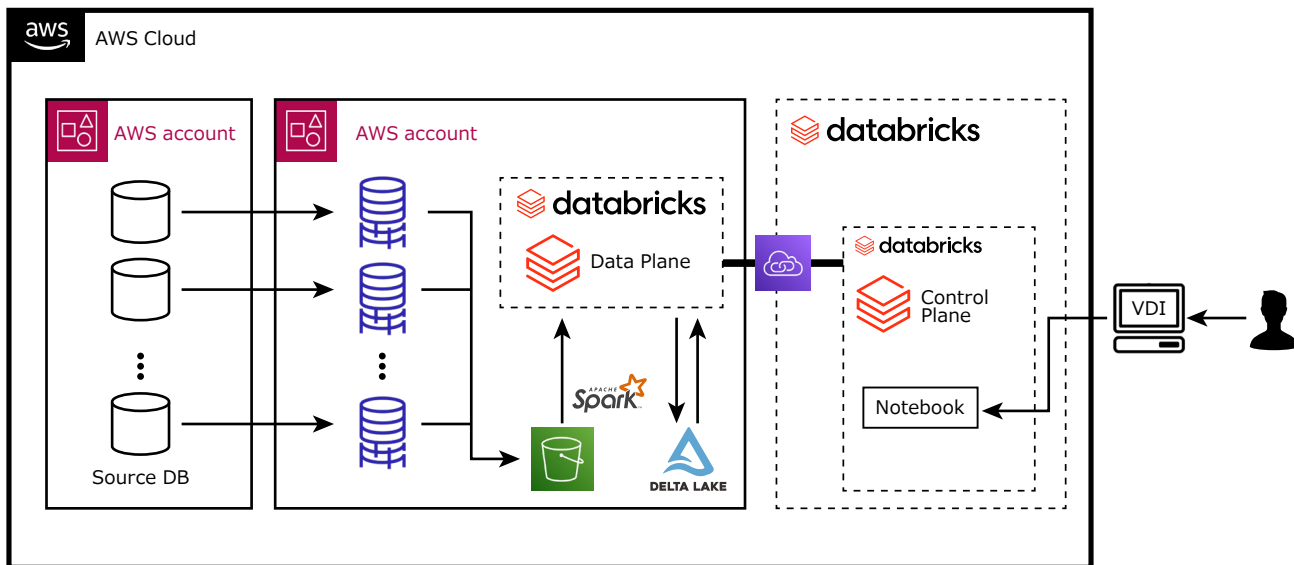 aws
AWS Cloud
AWS account
AWS account
databricks
databricks
Data Plane
databricks
Control
Plane
VDI
Notebook
APACHE
Spark
Source DB
DELTA LAKE